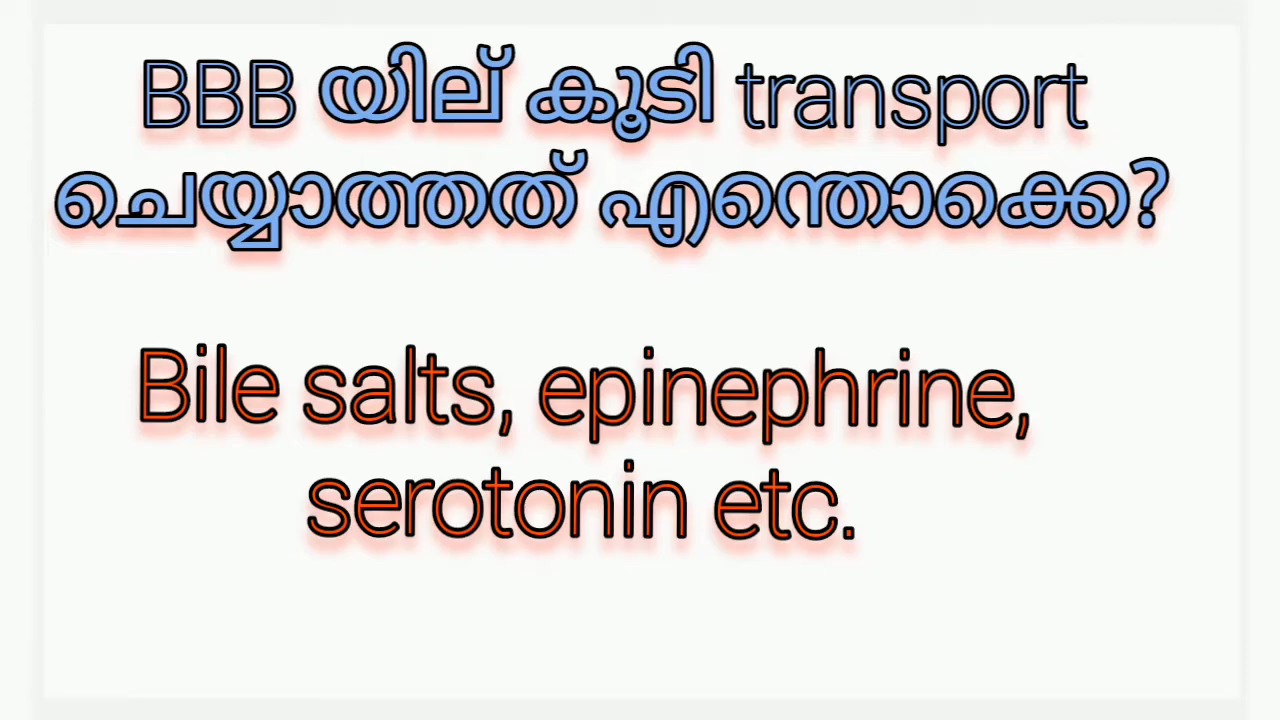 BBB യില് കൂടി transport
ചെയ്യാത്തത് എന്തൊക്കെ?
Bile salts, epinephrine,
serotonin etc.